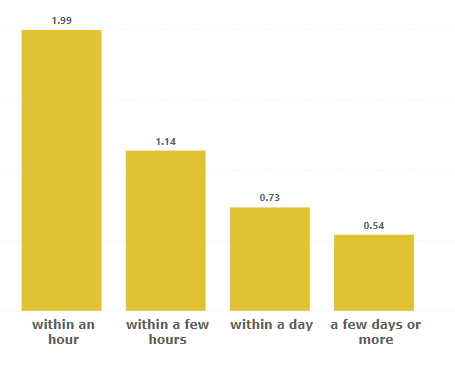 1.99
1.14
0.73
0.54
within an
hour
within a few
hours
within a day
a few days or
more